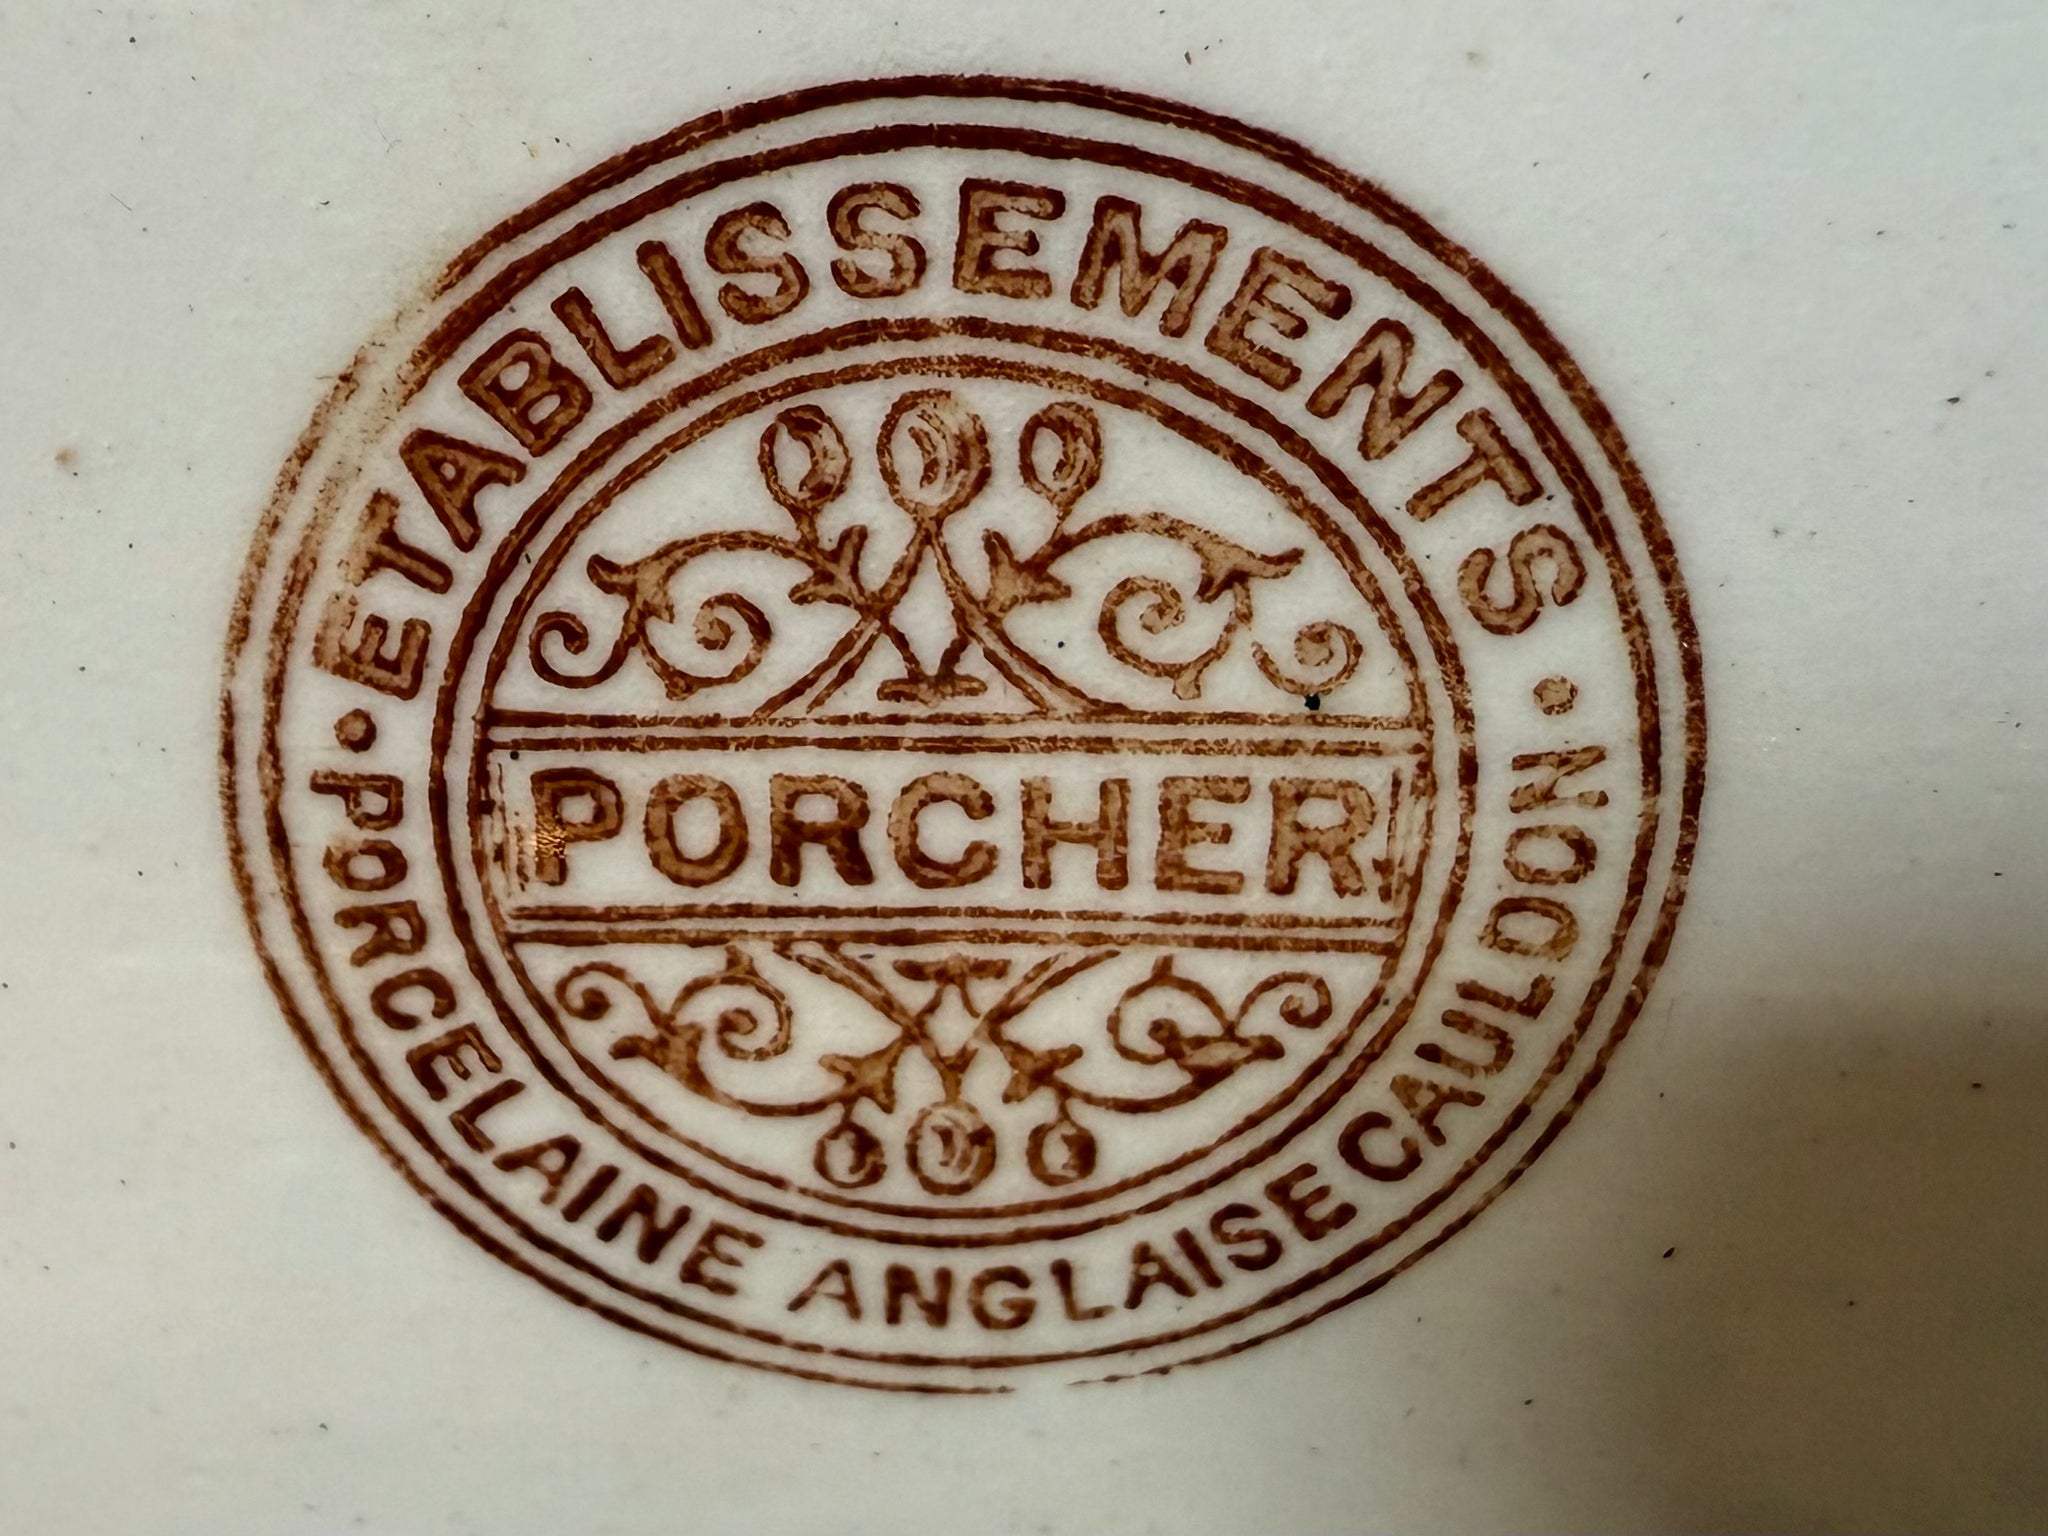 ETABLISSEMENTS
PORCHER
PORCELAINE ANGLAISE CAULDON